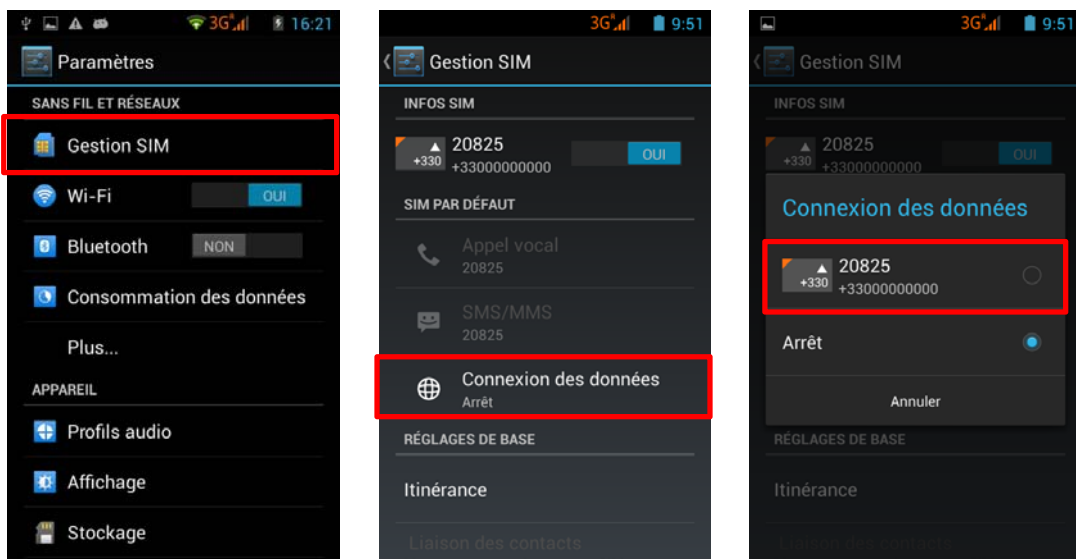 3G 16:21
Paramètres
SANS FIL ET RÉSEAUX
Gestion SIM
Wi-Fi OUI
Bluetooth NON
Consommation des données
Plus...
APPAREIL
Profils audio
Affichage
Stockage
3G 9:51
Gestion SIM
INFOS SIM
20825
+330 +33000000000 OUI
SIM PAR DÉFAUT
Appel vocal
20825
SMS/MMS
20825
Connexion des données
Arrêt
RÉGLAGES DE BASE
Itinérance
Liaison des contacts
3G 9:51
Gestion SIM
INFOS SIM
20825
+330 +33000000000 OUI
Connexion des données
20825
+330 +33000000000
Arrêt
Annuler
RÉGLAGES DE BASE
Itinérance
Liaison des contacts